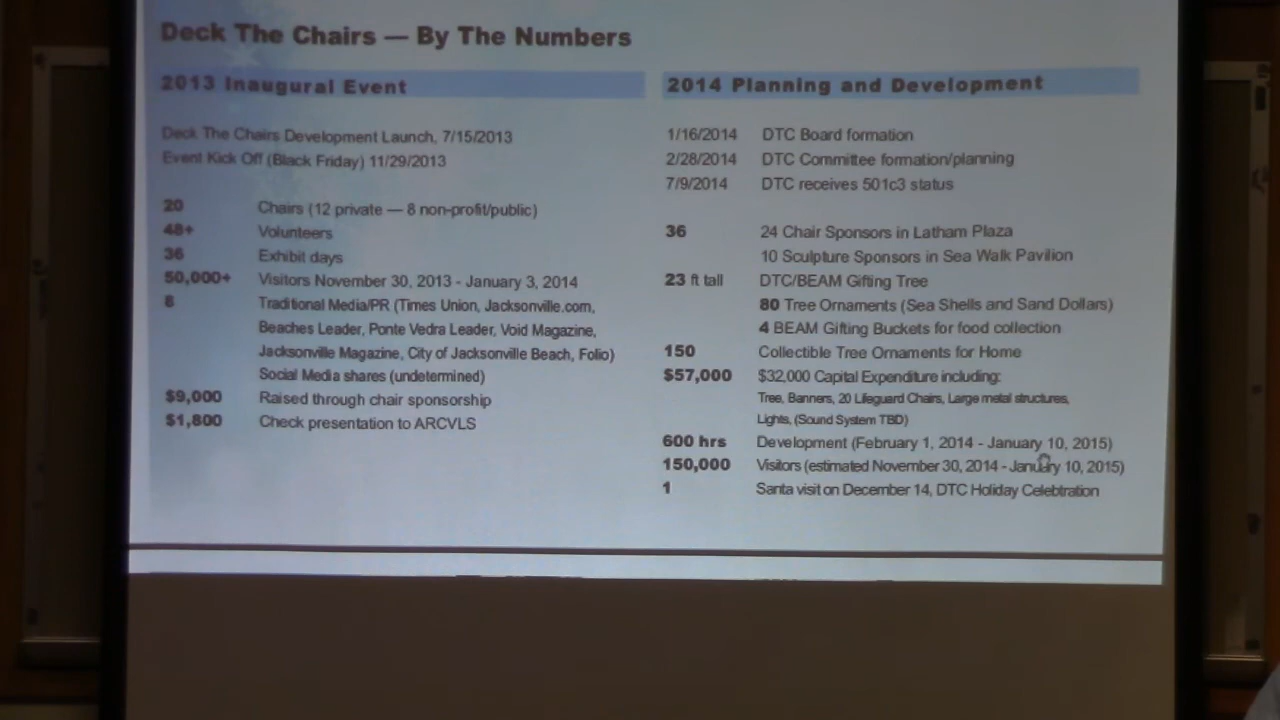 Deck The Chairs — By The Numbers
2013 Inaugural Event
Deck The Chairs Development Launch, 7/15/2013
Event Kick Off (Black Friday) 11/29/2013
20 Chairs (12 private — 8 non-profit/public)
48+ Volunteers
36 Exhibit days
50,000+ Visitors November 30, 2013 - January 3, 2014
8 Traditional Media/PR (Times Union, Jacksonville.com,
Beaches Leader, Ponte Vedra Leader, Void Magazine,
Jacksonville Magazine, City of Jacksonville Beach, Folio)
Social Media shares (undetermined)
$9,000 Raised through chair sponsorship
$1,800 Check presentation to ARCVLS
2014 Planning and Development
1/16/2014 DTC Board formation
2/28/2014 DTC Committee formation/planning
7/9/2014 DTC receives 501c3 status
36 24 Chair Sponsors in Latham Plaza
10 Sculpture Sponsors in Sea Walk Pavilion
23 ft tall DTC/BEAM Gifting Tree
80 Tree Ornaments (Sea Shells and Sand Dollars)
4 BEAM Gifting Buckets for food collection
150 Collectible Tree Ornaments for Home
$57,000 $32,000 Capital Expenditure including:
Tree, Banners, 20 Lifeguard Chairs, Large metal structures,
Lights, (Sound System TBD)
600 hrs Development (February 1, 2014 - January 10, 2015)
150,000 Visitors (estimated November 30, 2014 - January 10, 2015)
1 Santa visit on December 14, DTC Holiday Celebtration